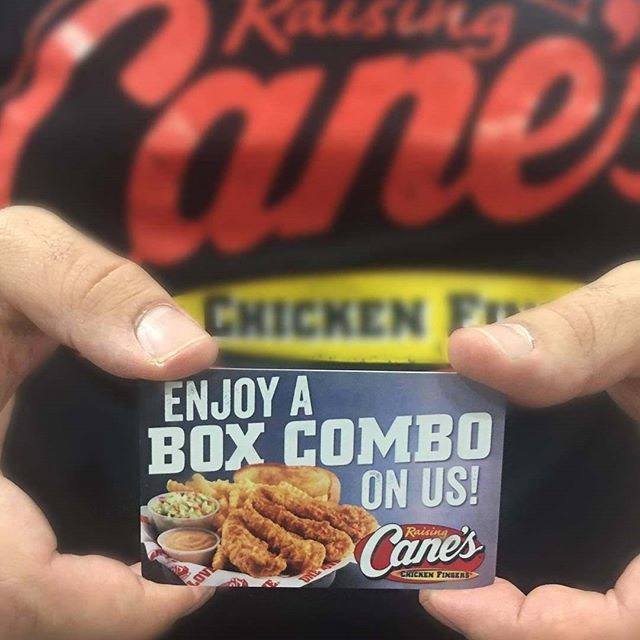 Raising
Cane's
CHICKEN FIN
ENJOY A
BOX COMBO
ON US!
Raising
Cane's
CHICKEN FINGERS